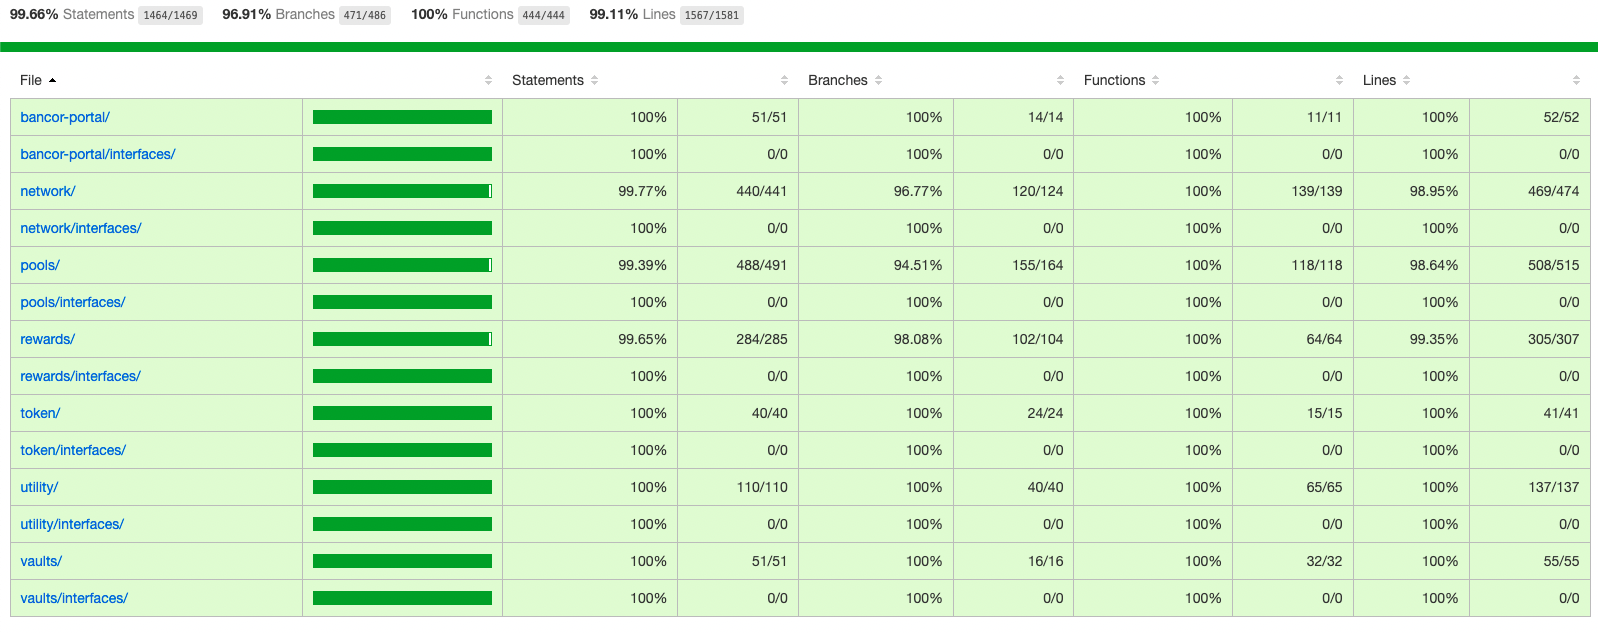 99.66% Statements 1464/1469 96.91% Branches 471/486 100% Functions 444/444 99.11% Lines 1567/1581
File Statements Branches Functions Lines
bancor-portal/ 100% 51/51 100% 14/14 100% 11/11 100% 52/52
bancor-portal/interfaces/ 100% 0/0 100% 0/0 100% 0/0 100% 0/0
network/ 99.77% 440/441 96.77% 120/124 100% 139/139 98.95% 469/474
network/interfaces/ 100% 0/0 100% 0/0 100% 0/0 100% 0/0
pools/ 99.39% 488/491 94.51% 155/164 100% 118/118 98.64% 508/515
pools/interfaces/ 100% 0/0 100% 0/0 100% 0/0 100% 0/0
rewards/ 99.65% 284/285 98.08% 102/104 100% 64/64 99.35% 305/307
rewards/interfaces/ 100% 0/0 100% 0/0 100% 0/0 100% 0/0
token/ 100% 40/40 100% 24/24 100% 15/15 100% 41/41
token/interfaces/ 100% 0/0 100% 0/0 100% 0/0 100% 0/0
utility/ 100% 110/110 100% 40/40 100% 65/65 100% 137/137
utility/interfaces/ 100% 0/0 100% 0/0 100% 0/0 100% 0/0
vaults/ 100% 51/51 100% 16/16 100% 32/32 100% 55/55
vaults/interfaces/ 100% 0/0 100% 0/0 100% 0/0 100% 0/0